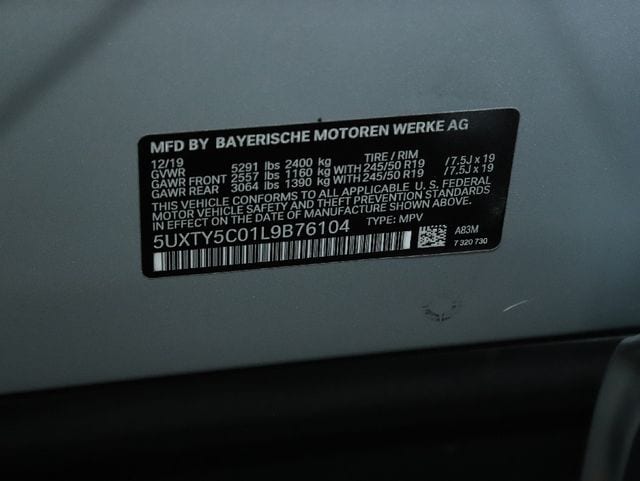 MFD BY BAYERISCHE MOTOREN WERKE AG
12/19 TIRE / RIM
GVWR 5291 lbs 2400 kg
GAWR FRONT 2557 lbs 1160 kg WITH 245/50 R19 / 7.5J x 19
GAWR REAR 3064 lbs 1390 kg WITH 245/50 R19 / 7.5J x 19
THIS VEHICLE CONFORMS TO ALL APPLICABLE U. S. FEDERAL
MOTOR VEHICLE SAFETY AND THEFT PREVENTION STANDARDS
IN EFFECT ON THE DATE OF MANUFACTURE SHOWN ABOVE.
5UXTY5C01L9B76104 TYPE: MPV
A83M
7 320 730